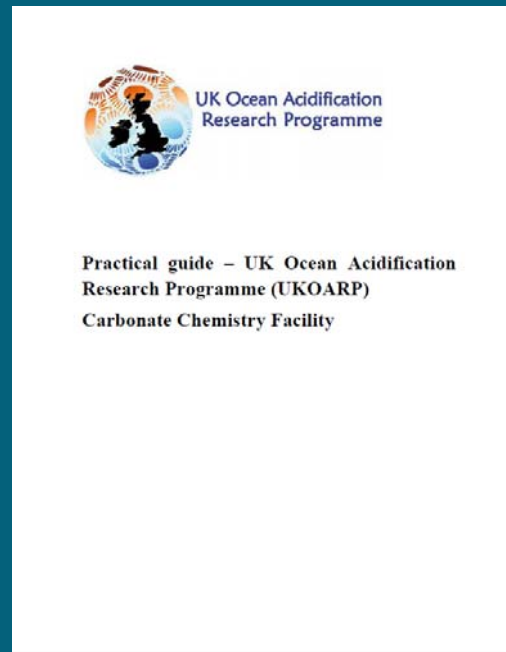 UK Ocean Acidification
Research Programme
Practical guide – UK Ocean Acidification
Research Programme (UKOARP)
Carbonate Chemistry Facility